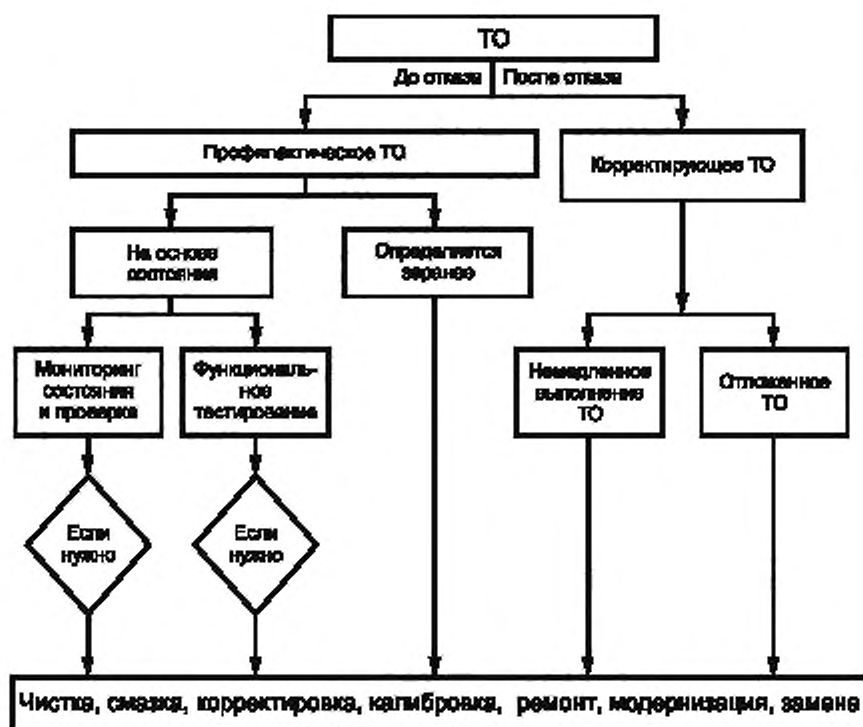 ТО
До отказа После отказа
Профилактическое ТО
Корректирующее ТО
На основе
состояния
Определяется
заранее
Мониторинг
состояния
и проверка
Функциональ-
ное
тестирование
Немедленное
выполнение
ТО
Отложенное
ТО
Если
нужно
Если
нужно
Чистка, смазка, корректировка, калибровка, ремонт, модернизация, замена